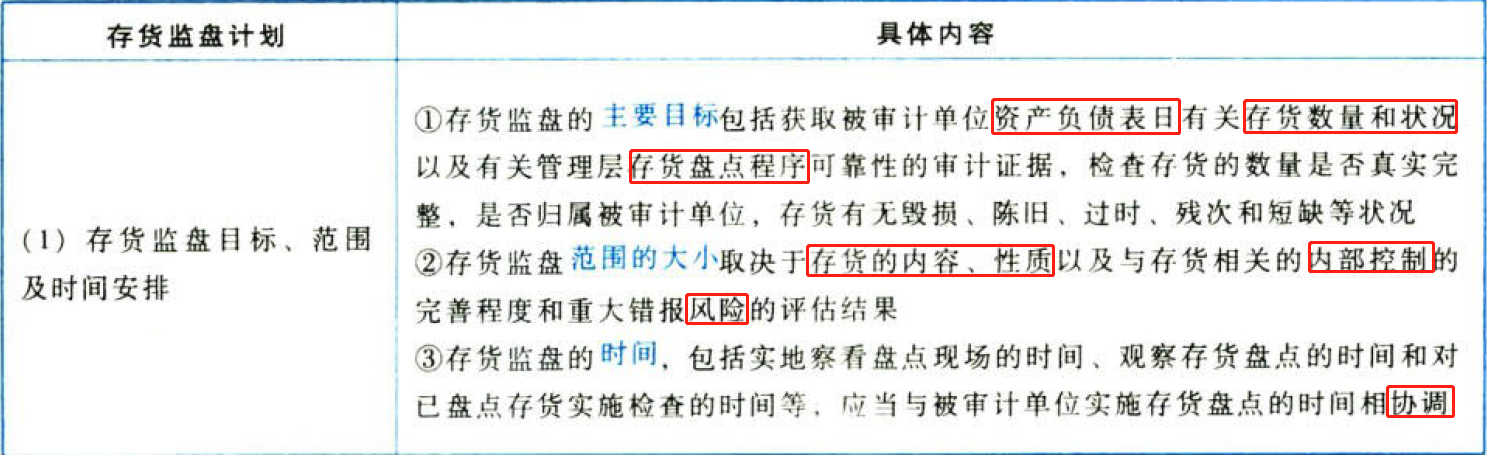 存货监盘计划
具体内容
(1) 存货监盘目标、范围
及时间安排
①存货监盘的主要目标包括获取被审计单位资产负债表日有关存货数量和状况
以及有关管理层存货盘点程序可靠性的审计证据，检查存货的数量是否真实完
整，是否归属被审计单位，存货有无毁损、陈旧、过时、残次和短缺等状况
②存货监盘范围的大小取决于存货的内容、性质以及与存货相关的内部控制的
完善程度和重大错报风险的评估结果
③存货监盘的时间，包括实地察看盘点现场的时间、观察存货盘点的时间和对
已盘点存货实施检查的时间等，应当与被审计单位实施存货盘点的时间相协调